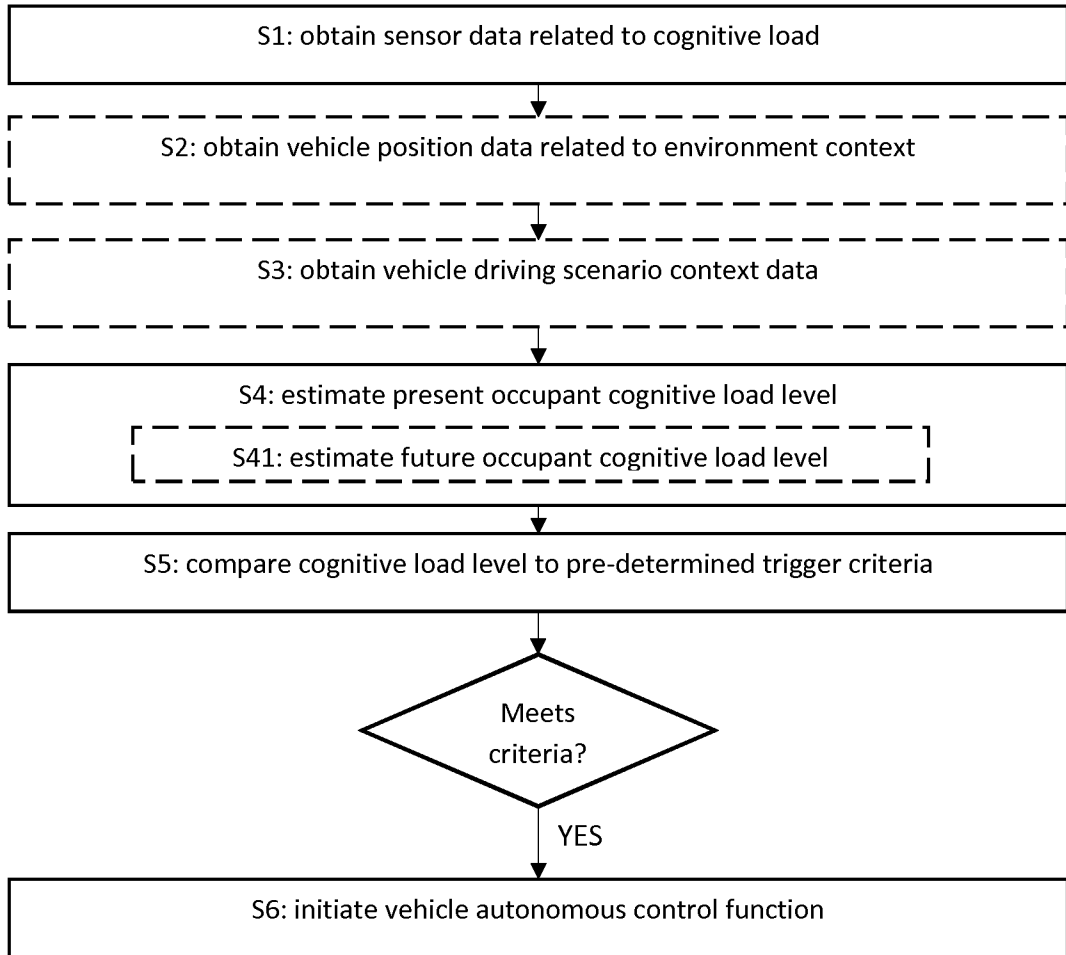 S1: obtain sensor data related to cognitive load
S2: obtain vehicle position data related to environment context
S3: obtain vehicle driving scenario context data
S4: estimate present occupant cognitive load level
S41: estimate future occupant cognitive load level
S5: compare cognitive load level to pre-determined trigger criteria
Meets
criteria?
YES
S6: initiate vehicle autonomous control function